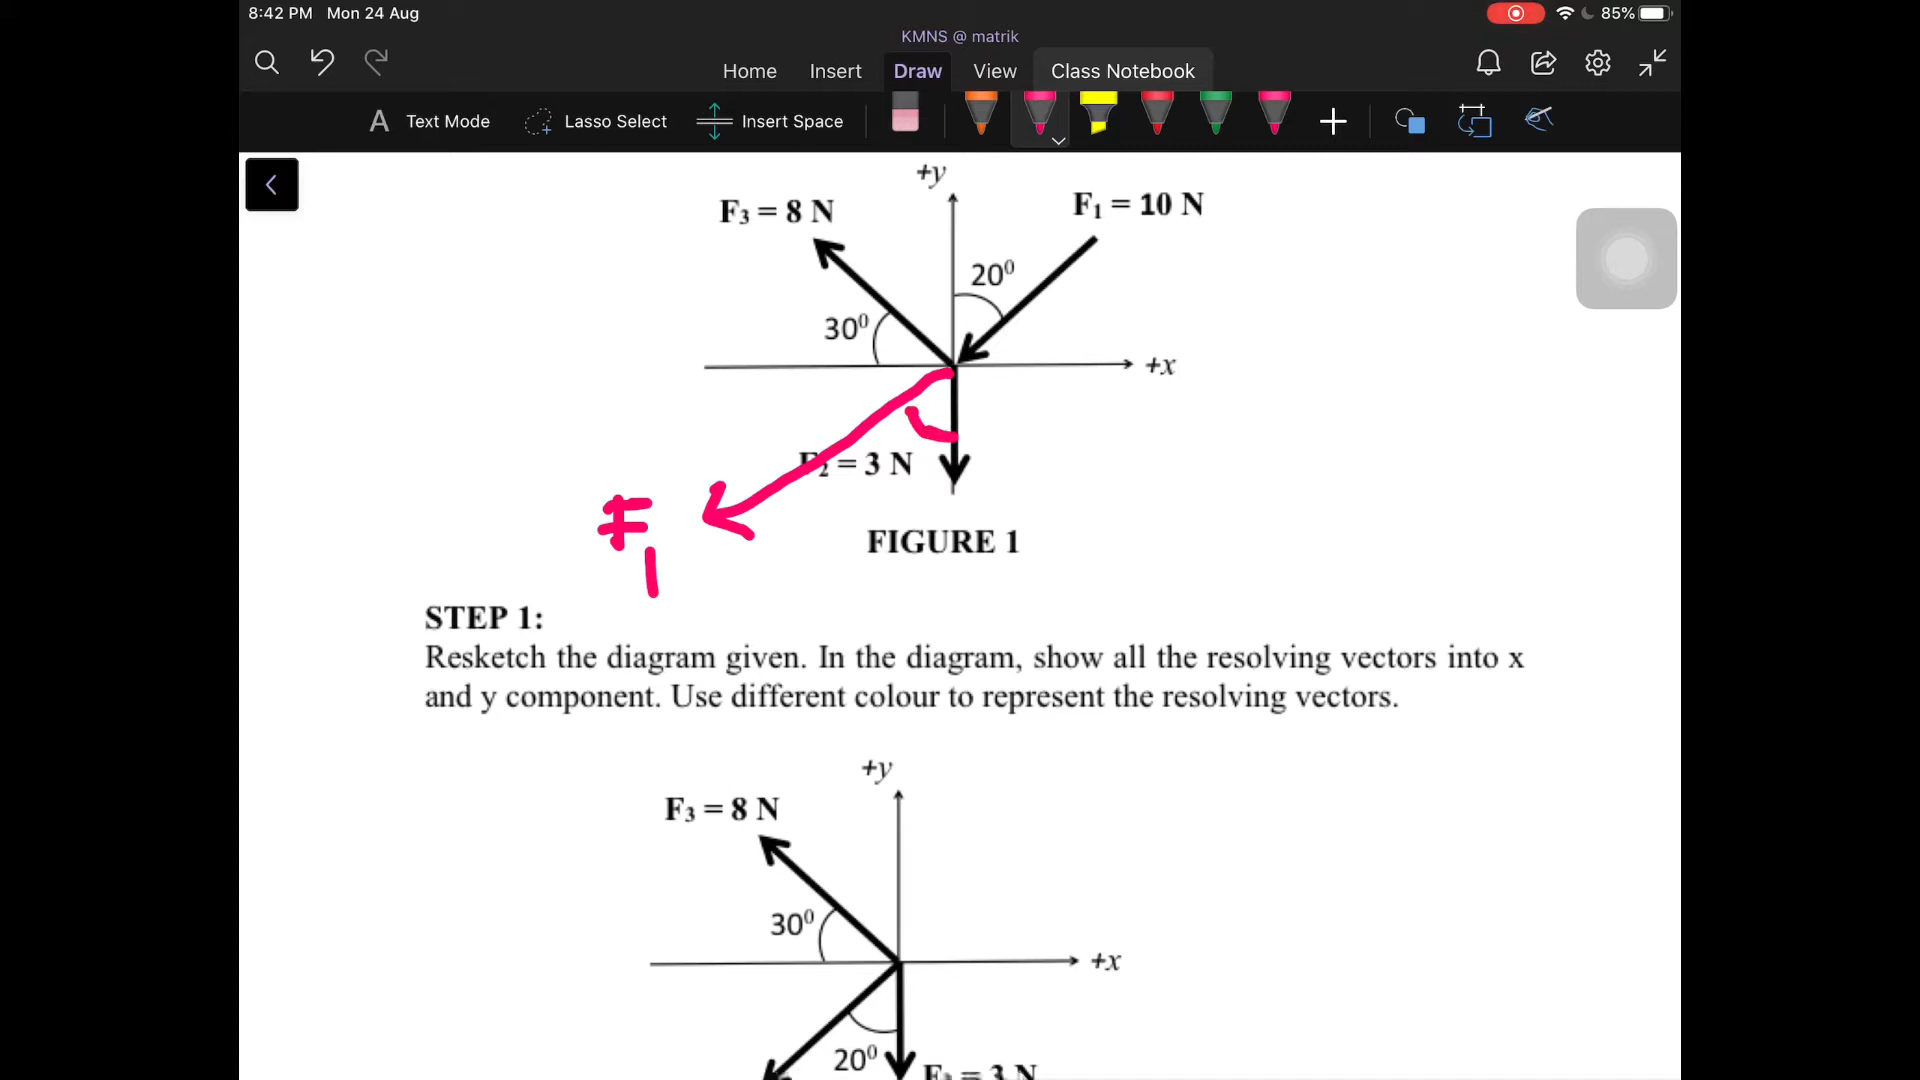 8:42 PM Mon 24 Aug
85%
KMNS @ matrik
Home Insert Draw View Class Notebook
A Text Mode Lasso Select Insert Space
+y
F₃ = 8 N
F₁ = 10 N
20⁰
30⁰
+x
F₂ = 3 N
F₁
FIGURE 1
STEP 1:
Resketch the diagram given. In the diagram, show all the resolving vectors into x
and y component. Use different colour to represent the resolving vectors.
+y
F₃ = 8 N
30⁰
+x
20⁰
= 3 N